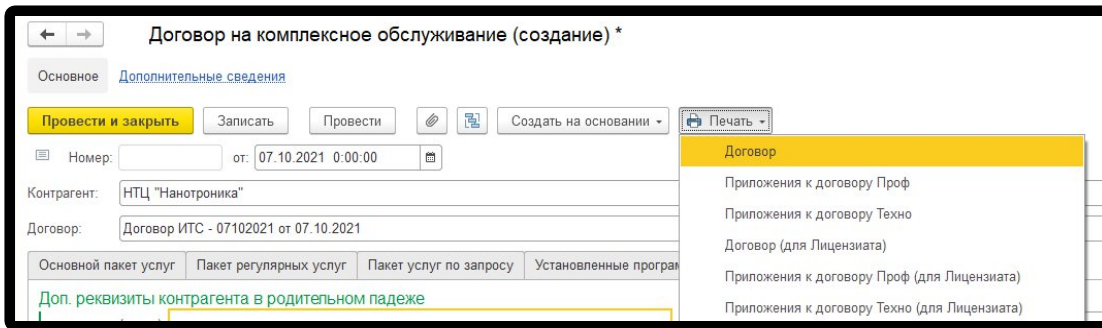 Договор на комплексное обслуживание (создание) *
Основное Дополнительные сведения
Провести и закрыть Записать Провести Создать на основании Печать
Номер: от: 07.10.2021 0:00:00
Договор
Контрагент: НТЦ "Нанотроника"
Приложения к договору Проф
Договор: Договор ИТС - 07102021 от 07.10.2021
Приложения к договору Техно
Договор (для Лицензиата)
Основной пакет услуг Пакет регулярных услуг Пакет услуг по запросу Установленные
Приложения к договору Проф (для Лицензиата)
Доп. реквизиты контрагента в родительном падеже
Приложения к договору Техно (для Лицензиата)